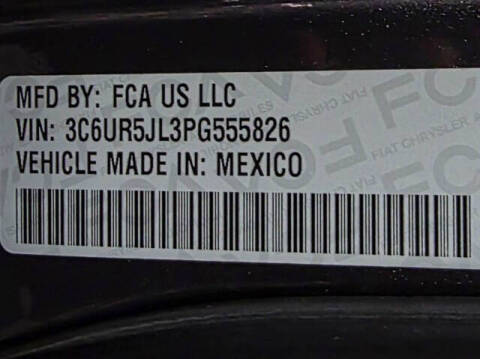 MFD BY: FCA US LLC
VIN: 3C6UR5JL3PG555826
VEHICLE MADE IN: MEXICO